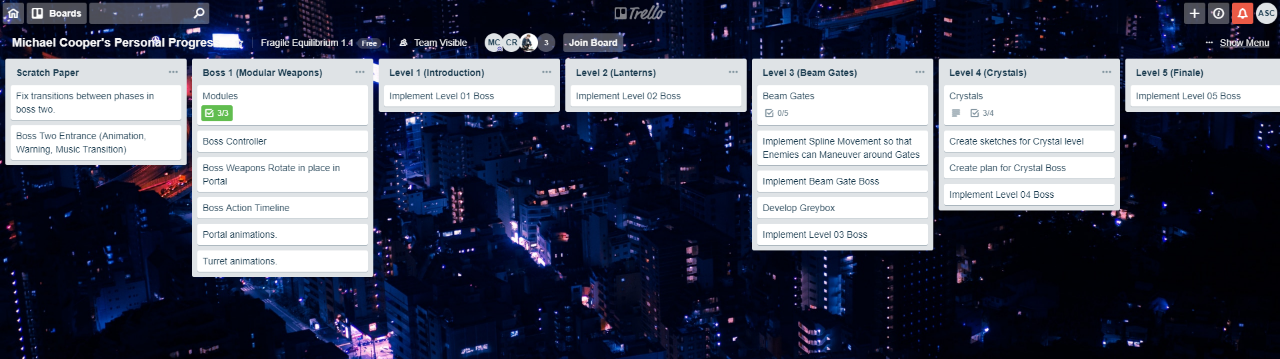 Boards
Trello
ASC
Michael Cooper's Personal Progress
Fragile Equilibrium 1.1
Free
Team Visible
MC
CR
3
Join Board
Show Menu
Scratch Paper
Fix transitions between phases in
boss two.
Boss Two Entrance (Animation,
Warning, Music Transition)
Boss 1 (Modular Weapons)
Modules
3/3
Boss Controller
Boss Weapons Rotate in place in
Portal
Boss Action Timeline
Portal animations.
Turret animations.
Level 1 (Introduction)
Implement Level 01 Boss
Level 2 (Lanterns)
Implement Level 02 Boss
Level 3 (Beam Gates)
Beam Gates
0/5
Implement Spline Movement so that
Enemies can Maneuver around Gates
Implement Beam Gate Boss
Develop Greybox
Implement Level 03 Boss
Level 4 (Crystals)
Crystals
3/4
Create sketches for Crystal level
Create plan for Crystal Boss
Implement Level 04 Boss
Level 5 (Finale)
Implement Level 05 Boss